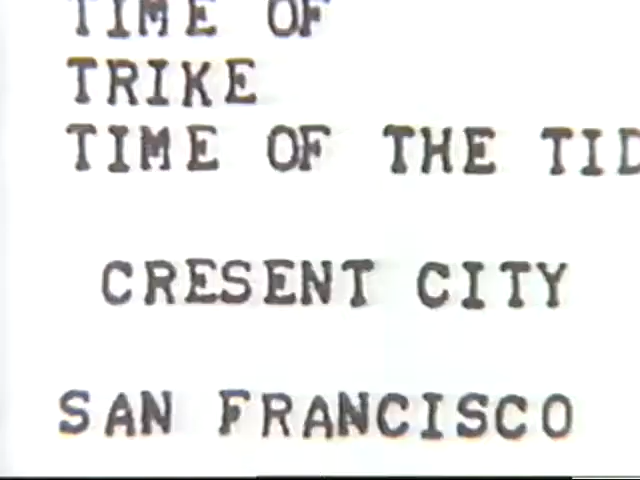 TIME OF
TRIKE
TIME OF THE TID
CRESENT CITY
SAN FRANCISCO